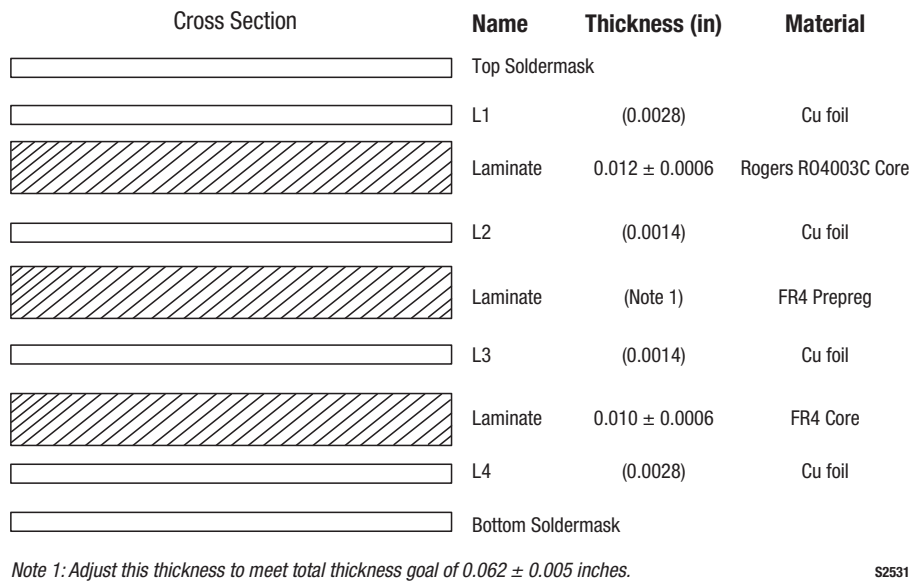 Cross Section Name Thickness (in) Material
Top Soldermask
L1 (0.0028) Cu foil
Laminate 0.012 ± 0.0006 Rogers RO4003C Core
L2 (0.0014) Cu foil
Laminate (Note 1) FR4 Prepreg
L3 (0.0014) Cu foil
Laminate 0.010 ± 0.0006 FR4 Core
L4 (0.0028) Cu foil
Bottom Soldermask
Note 1: Adjust this thickness to meet total thickness goal of 0.062 ± 0.005 inches. S2531